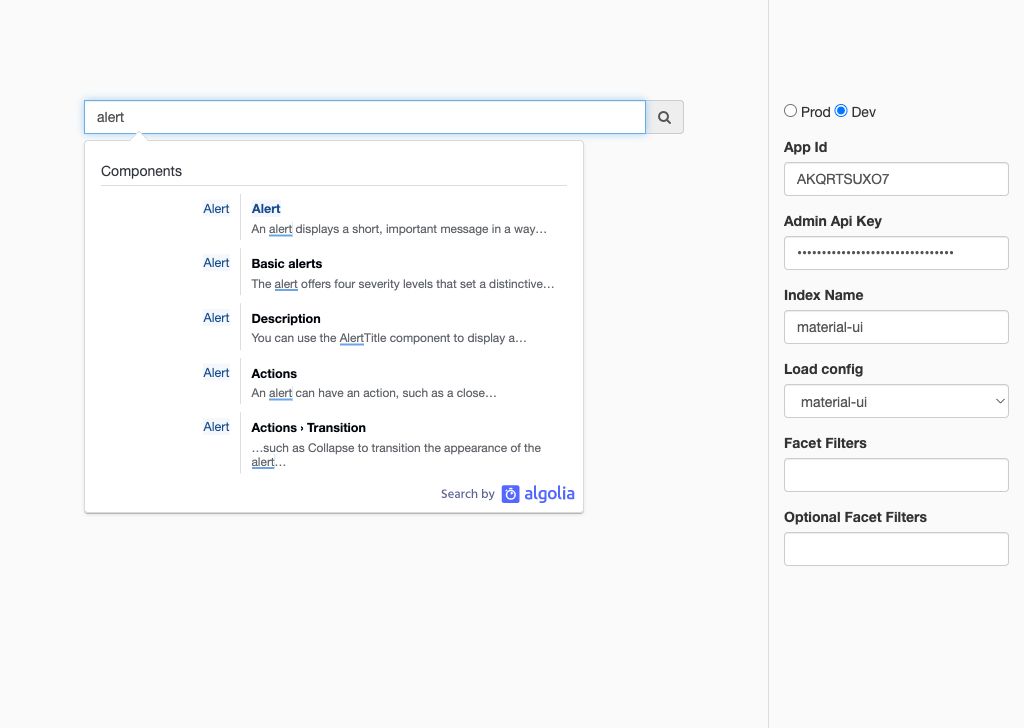 alert
Components
Alert
Alert
An alert displays a short, important message in a way…
Alert
Basic alerts
The alert offers four severity levels that set a distinctive…
Alert
Description
You can use the AlertTitle component to display a…
Alert
Actions
An alert can have an action, such as a close…
Alert
Actions › Transition
…such as Collapse to transition the appearance of the
alert…
Search by algolia
Prod Dev
App Id
AKQRTSUXO7
Admin Api Key
••••••••••••••••••••••••••••••••
Index Name
material-ui
Load config
material-ui
Facet Filters
Optional Facet Filters